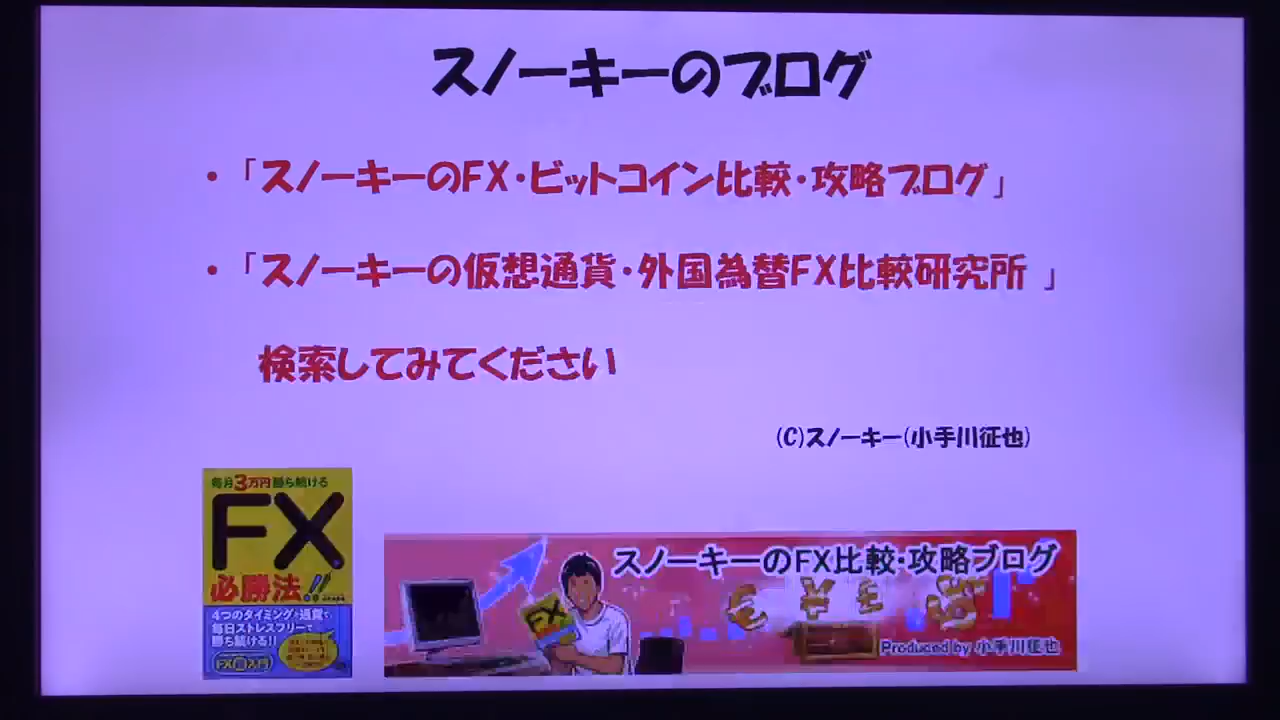 スノーキーのブログ
・「スノーキーのFX・ビットコイン比較・攻略ブログ」
・「スノーキーの仮想通貨・外国為替FX比較研究所 」
検索してみてください
(C)スノーキー(小手川征也)
毎月3万円勝ち続ける
FX
必勝法!!
4つのタイミングと通貨で、
毎日ストレスフリーで
勝ち続ける!!
スノーキーのFX比較・攻略ブログ
FX
Produced by 小手川征也